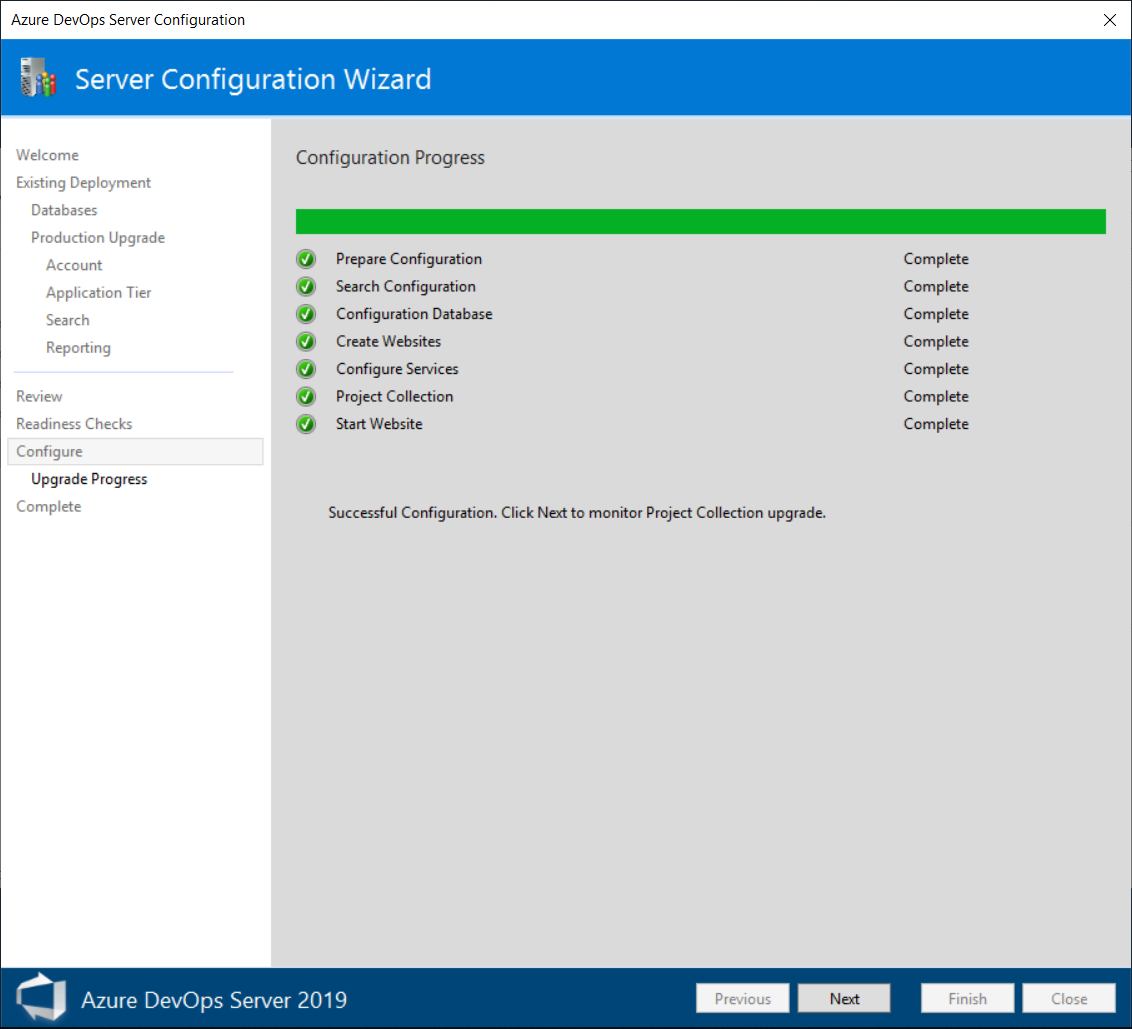 Azure DevOps Server Configuration
Server Configuration Wizard
Welcome
Existing Deployment
Databases
Production Upgrade
Account
Application Tier
Search
Reporting
Review
Readiness Checks
Configure
Upgrade Progress
Complete
Configuration Progress
Prepare Configuration Complete
Search Configuration Complete
Configuration Database Complete
Create Websites Complete
Configure Services Complete
Project Collection Complete
Start Website Complete
Successful Configuration. Click Next to monitor Project Collection upgrade.
Azure DevOps Server 2019
Previous Next Finish Close